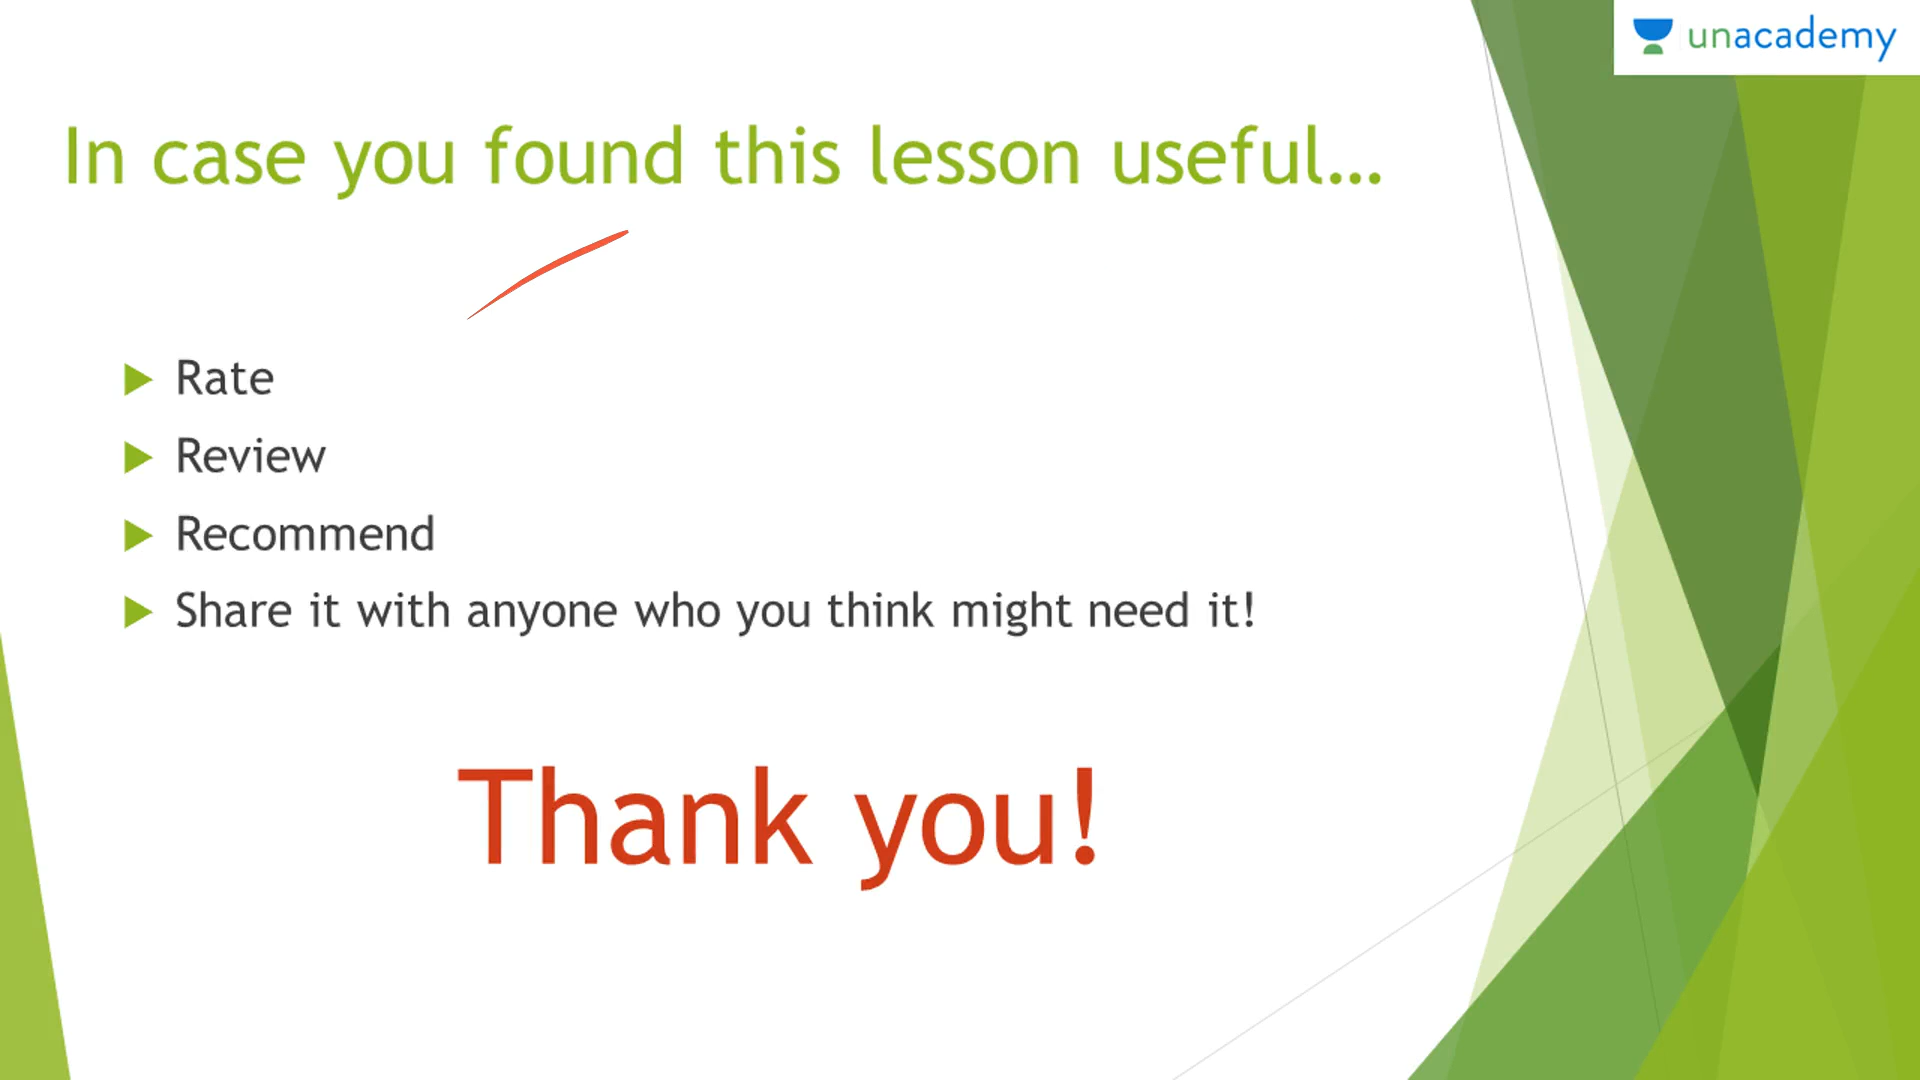 unacademy
In case you found this lesson useful...
Rate
Review
Recommend
Share it with anyone who you think might need it!
Thank you!